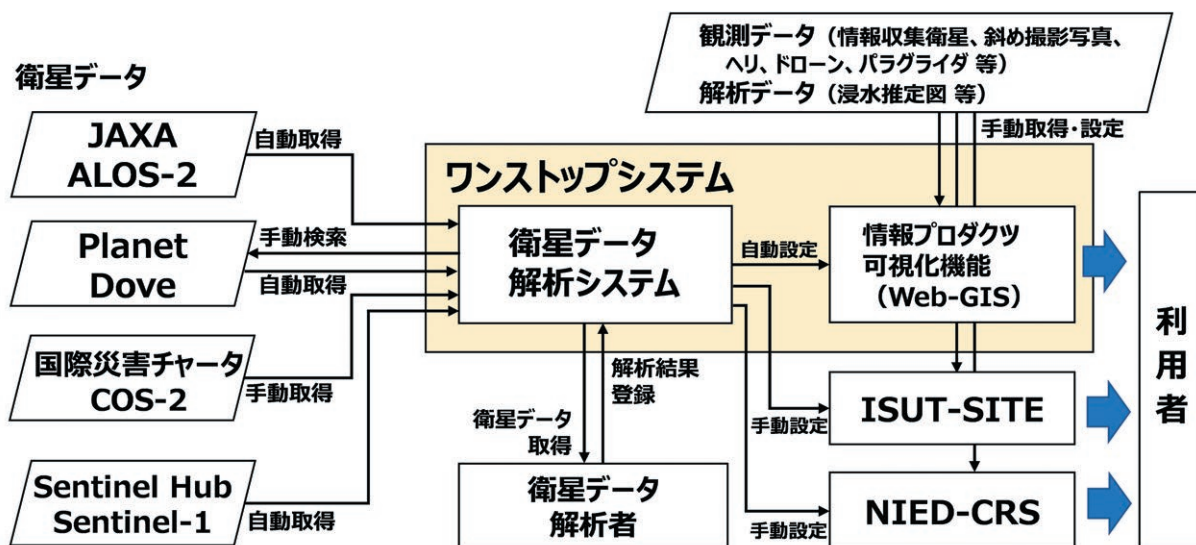 観測データ（情報収集衛星、斜め撮影写真、
ヘリ、ドローン、パラグライダ 等）
解析データ（浸水推定図 等）
手動取得・設定
衛星データ
JAXA
ALOS-2
自動取得
Planet
Dove
手動検索
自動取得
国際災害チャータ
COS-2
手動取得
Sentinel Hub
Sentinel-1
自動取得
ワンストップシステム
衛星データ
解析システム
自動設定
情報プロダクツ
可視化機能
（Web-GIS）
解析結果
登録
衛星データ
取得
衛星データ
解析者
手動設定
ISUT-SITE
手動設定
NIED-CRS
利用者